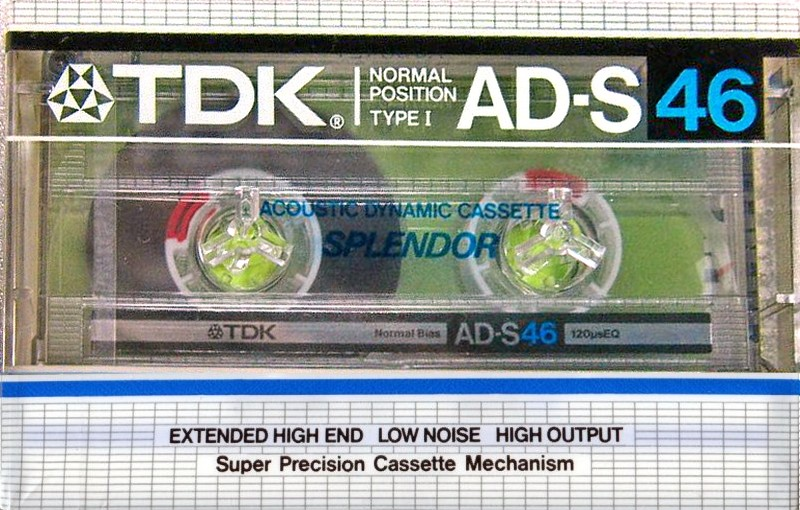 TDK®
NORMAL
POSITION
TYPE I
AD-S 46
ACOUSTIC DYNAMIC CASSETTE
SPLENDOR
TDK Normal Bias AD-S46 120μsEQ
EXTENDED HIGH END LOW NOISE HIGH OUTPUT
Super Precision Cassette Mechanism